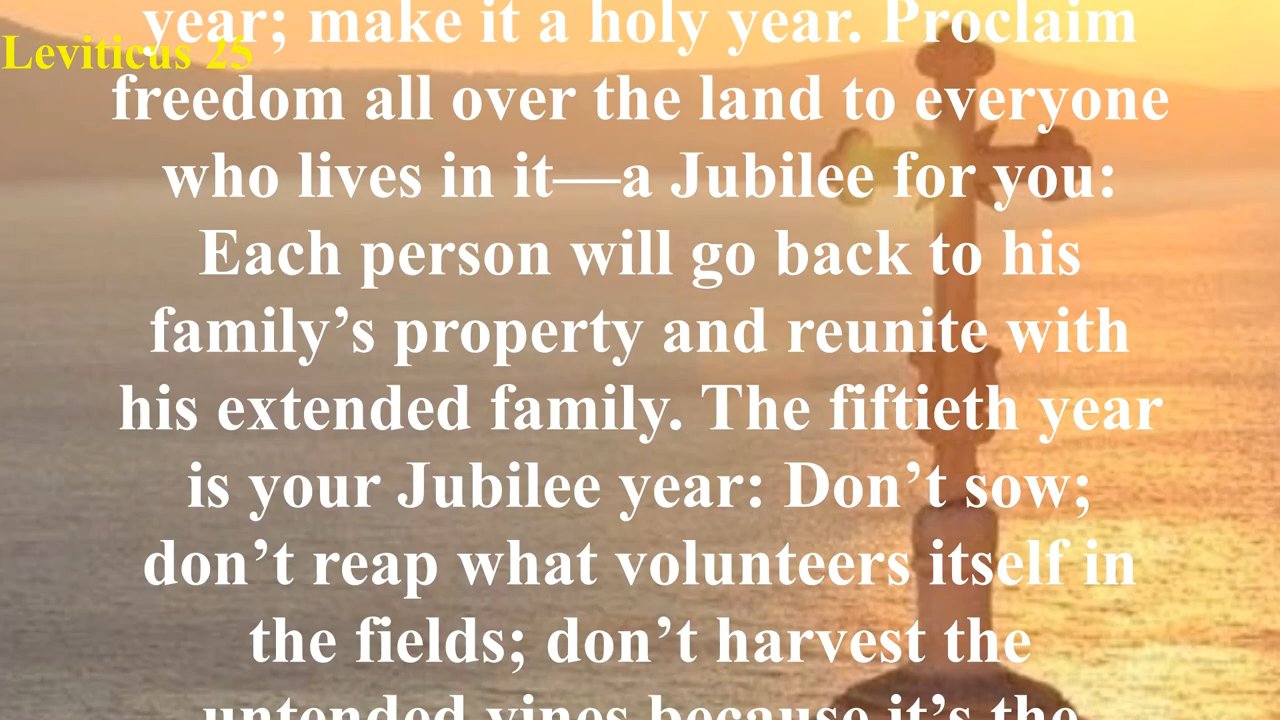 year; make it a holy year. Proclaim
Leviticus 25
freedom all over the land to everyone
who lives in it—a Jubilee for you:
Each person will go back to his
family’s property and reunite with
his extended family. The fiftieth year
is your Jubilee year: Don’t sow;
don’t reap what volunteers itself in
the fields; don’t harvest the
untended vines because it’s the